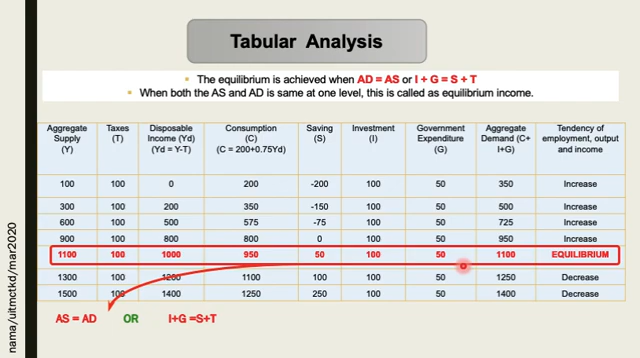 Tabular Analysis
• The equilibrium is achieved when AD = AS or I + G = S + T
• When both the AS and AD is same at one level, this is called as equilibrium income.
Aggregate Supply (Y) Taxes (T) Disposable Income (Yd) (Yd = Y-T) Consumption (C) (C = 200+0.75Yd) Saving (S) Investment (I) Government Expenditure (G) Aggregate Demand (C+ I+G) Tendency of employment, output and income
100 100 0 200 -200 100 50 350 Increase
300 100 200 350 -150 100 50 500 Increase
600 100 500 575 -75 100 50 725 Increase
900 100 800 800 0 100 50 950 Increase
1100 100 1000 950 50 100 50 1100 EQUILIBRIUM
1300 100 1200 1100 100 100 50 1250 Decrease
1500 100 1400 1250 250 100 50 1400 Decrease
AS = AD OR I+G =S+T
nama/uitmctkd/mar2020